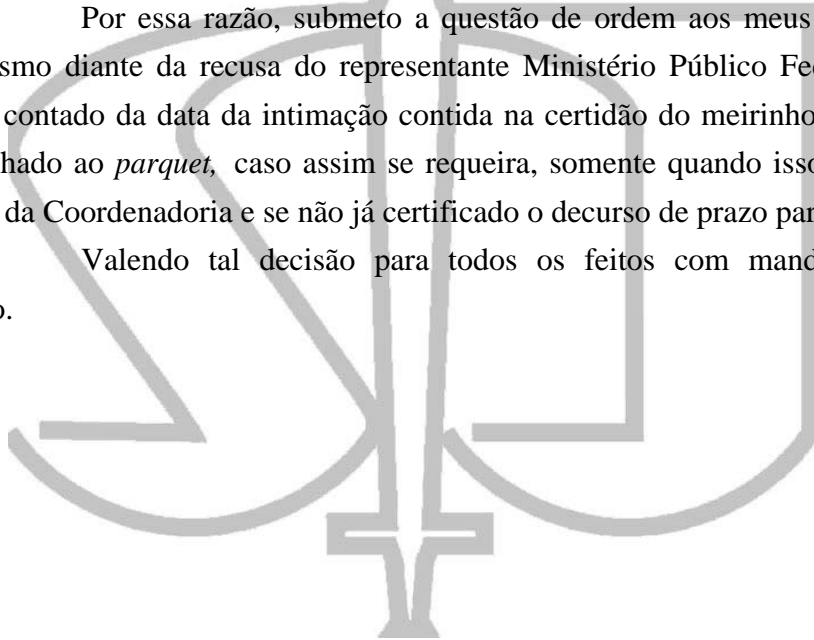 Por essa razão, submeto a questão de ordem aos meus
smo diante da recusa do representante Ministério Público Fe
contado da data da intimação contida na certidão do meirinho
hado ao parquet, caso assim se requeira, somente quando isso
da Coordenadoria e se não já certificado o decurso de prazo par
Valendo tal decisão para todos os feitos com mand
o.